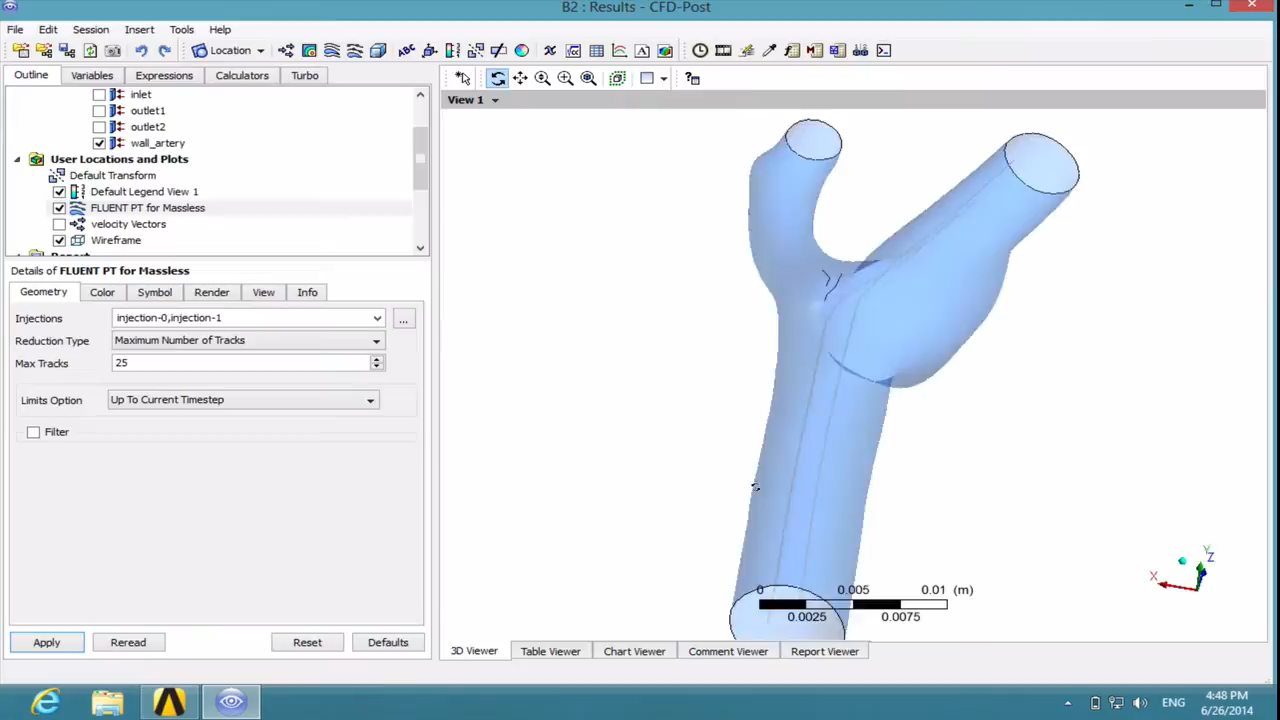 B2 : Results - CFD-Post
File Edit Session Insert Tools Help
Location
Outline Variables Expressions Calculators Turbo
inlet
outlet1
outlet2
wall_artery
User Locations and Plots
Default Transform
Default Legend View 1
FLUENT PT for Massless
velocity Vectors
Wireframe
Details of FLUENT PT for Massless
Geometry Color Symbol Render View Info
Injections injection-0,injection-1 ...
Reduction Type Maximum Number of Tracks
Max Tracks 25
Limits Option Up To Current Timestep
Filter
Apply Reread Reset Defaults
View 1
0 0.005 0.01 (m)
0.0025 0.0075
X Y Z
3D Viewer Table Viewer Chart Viewer Comment Viewer Report Viewer
ENG
4:48 PM
6/26/2014